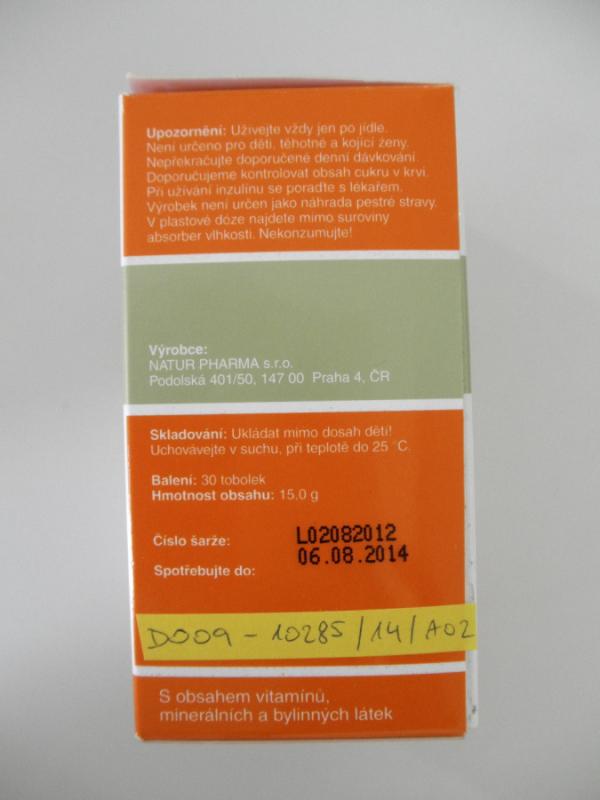 Upozornění: Užívejte vždy jen po jídle.
Není určeno pro děti, těhotné a kojící ženy.
Nepřekračujte doporučené denní dávkování.
Doporučujeme kontrolovat obsah cukru v krvi.
Při užívání inzulínu se poraďte s lékařem.
Výrobek není určen jako náhrada pestré stravy.
V plastové dóze najdete mimo suroviny
absorber vlhkosti. Nekonzumujte!
Výrobce:
NATUR PHARMA s.r.o.
Podolská 401/50, 147 00 Praha 4, ČR
Skladování: Ukládat mimo dosah dětí!
Uchovávejte v suchu, při teplotě do 25 °C.
Balení: 30 tobolek
Hmotnost obsahu: 15,0 g
Číslo šarže: L02082012
06.08.2014
Spotřebujte do:
D009 - 10285/14/A02
S obsahem vitamínů,
minerálních a bylinných látek